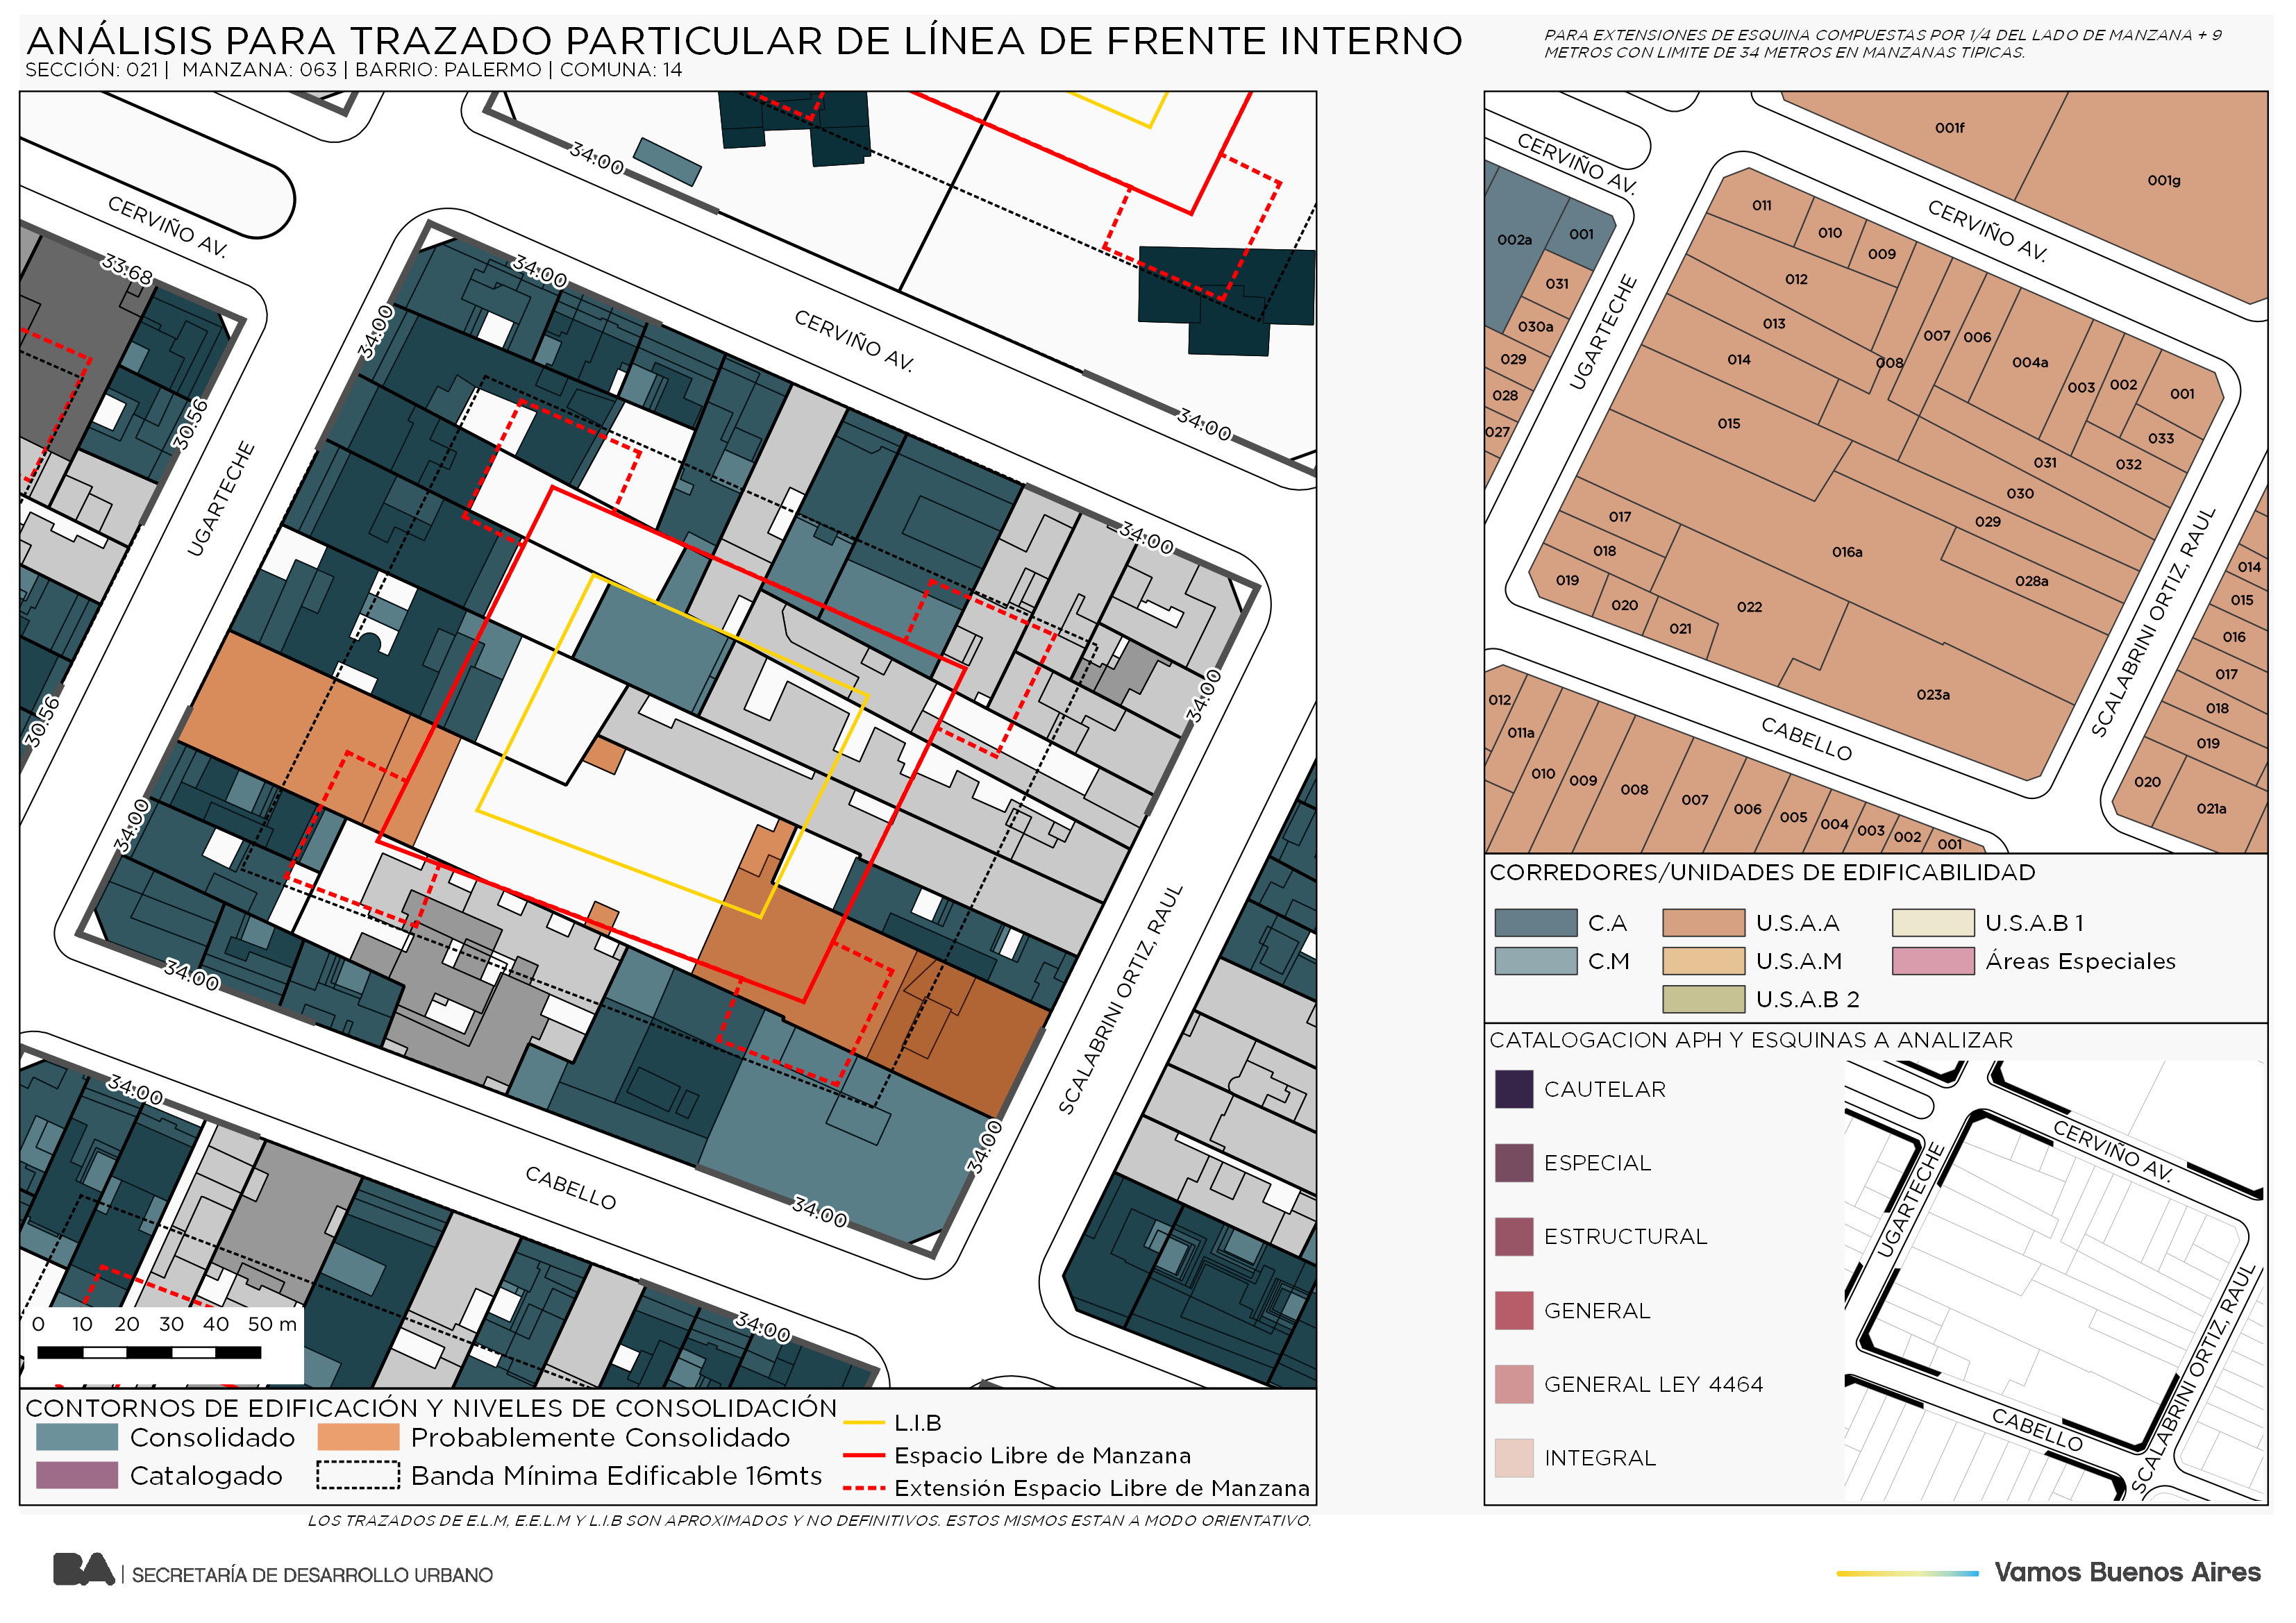 ANÁLISIS PARA TRAZADO PARTICULAR DE LÍNEA DE FRENTE INTERNO
SECCIÓN: 021 | MANZANA: 063 | BARRIO: PALERMO | COMUNA: 14
PARA EXTENSIONES DE ESQUINA COMPUESTAS POR 1/4 DEL LADO DE MANZANA + 9
METROS CON LIMITE DE 34 METROS EN MANZANAS TIPICAS.
34:00
CERVIÑO AV.
33:68
34:00
34:00
CERVIÑO AV.
34:00
30:56
UGARTECHE
34:00
34:00
30:56
34:00
34:00
SCALABRINI ORTIZ, RAUL
34:00
34:00
34:00
CABELLO
34:00
0 10 20 30 40 50 m
CONTORNOS DE EDIFICACIÓN Y NIVELES DE CONSOLIDACIÓN
Consolidado
Probablemente Consolidado
Catalogado
Banda Mínima Edificable 16mts
L.I.B
Espacio Libre de Manzana
Extensión Espacio Libre de Manzana
CERVIÑO AV.
001f
001g
002a
001
031
030a
029
028
027
UGARTECHE
CERVIÑO AV.
011
010
009
012
013
014
008
007
006
004a
003
002
001
033
032
031
015
030
029
017
018
016a
028a
019
020
021
022
023a
SCALABRINI ORTIZ, RAUL
014
015
016
017
018
019
020
021a
CABELLO
012
011a
010
009
008
007
006
005
004
003
002
001
CORREDORES/UNIDADES DE EDIFICABILIDAD
C.A
U.S.A.A
U.S.A.B 1
C.M
U.S.A.M
Áreas Especiales
U.S.A.B 2
CATALOGACION APH Y ESQUINAS A ANALIZAR
CAUTELAR
ESPECIAL
ESTRUCTURAL
GENERAL
GENERAL LEY 4464
INTEGRAL
CERVIÑO AV.
UGARTECHE
CABELLO
SCALABRINI ORTIZ, RAUL
LOS TRAZADOS DE E.L.M, E.E.L.M Y L.I.B SON APROXIMADOS Y NO DEFINITIVOS. ESTOS MISMOS ESTAN A MODO ORIENTATIVO.
BA | SECRETARÍA DE DESARROLLO URBANO
Vamos Buenos Aires